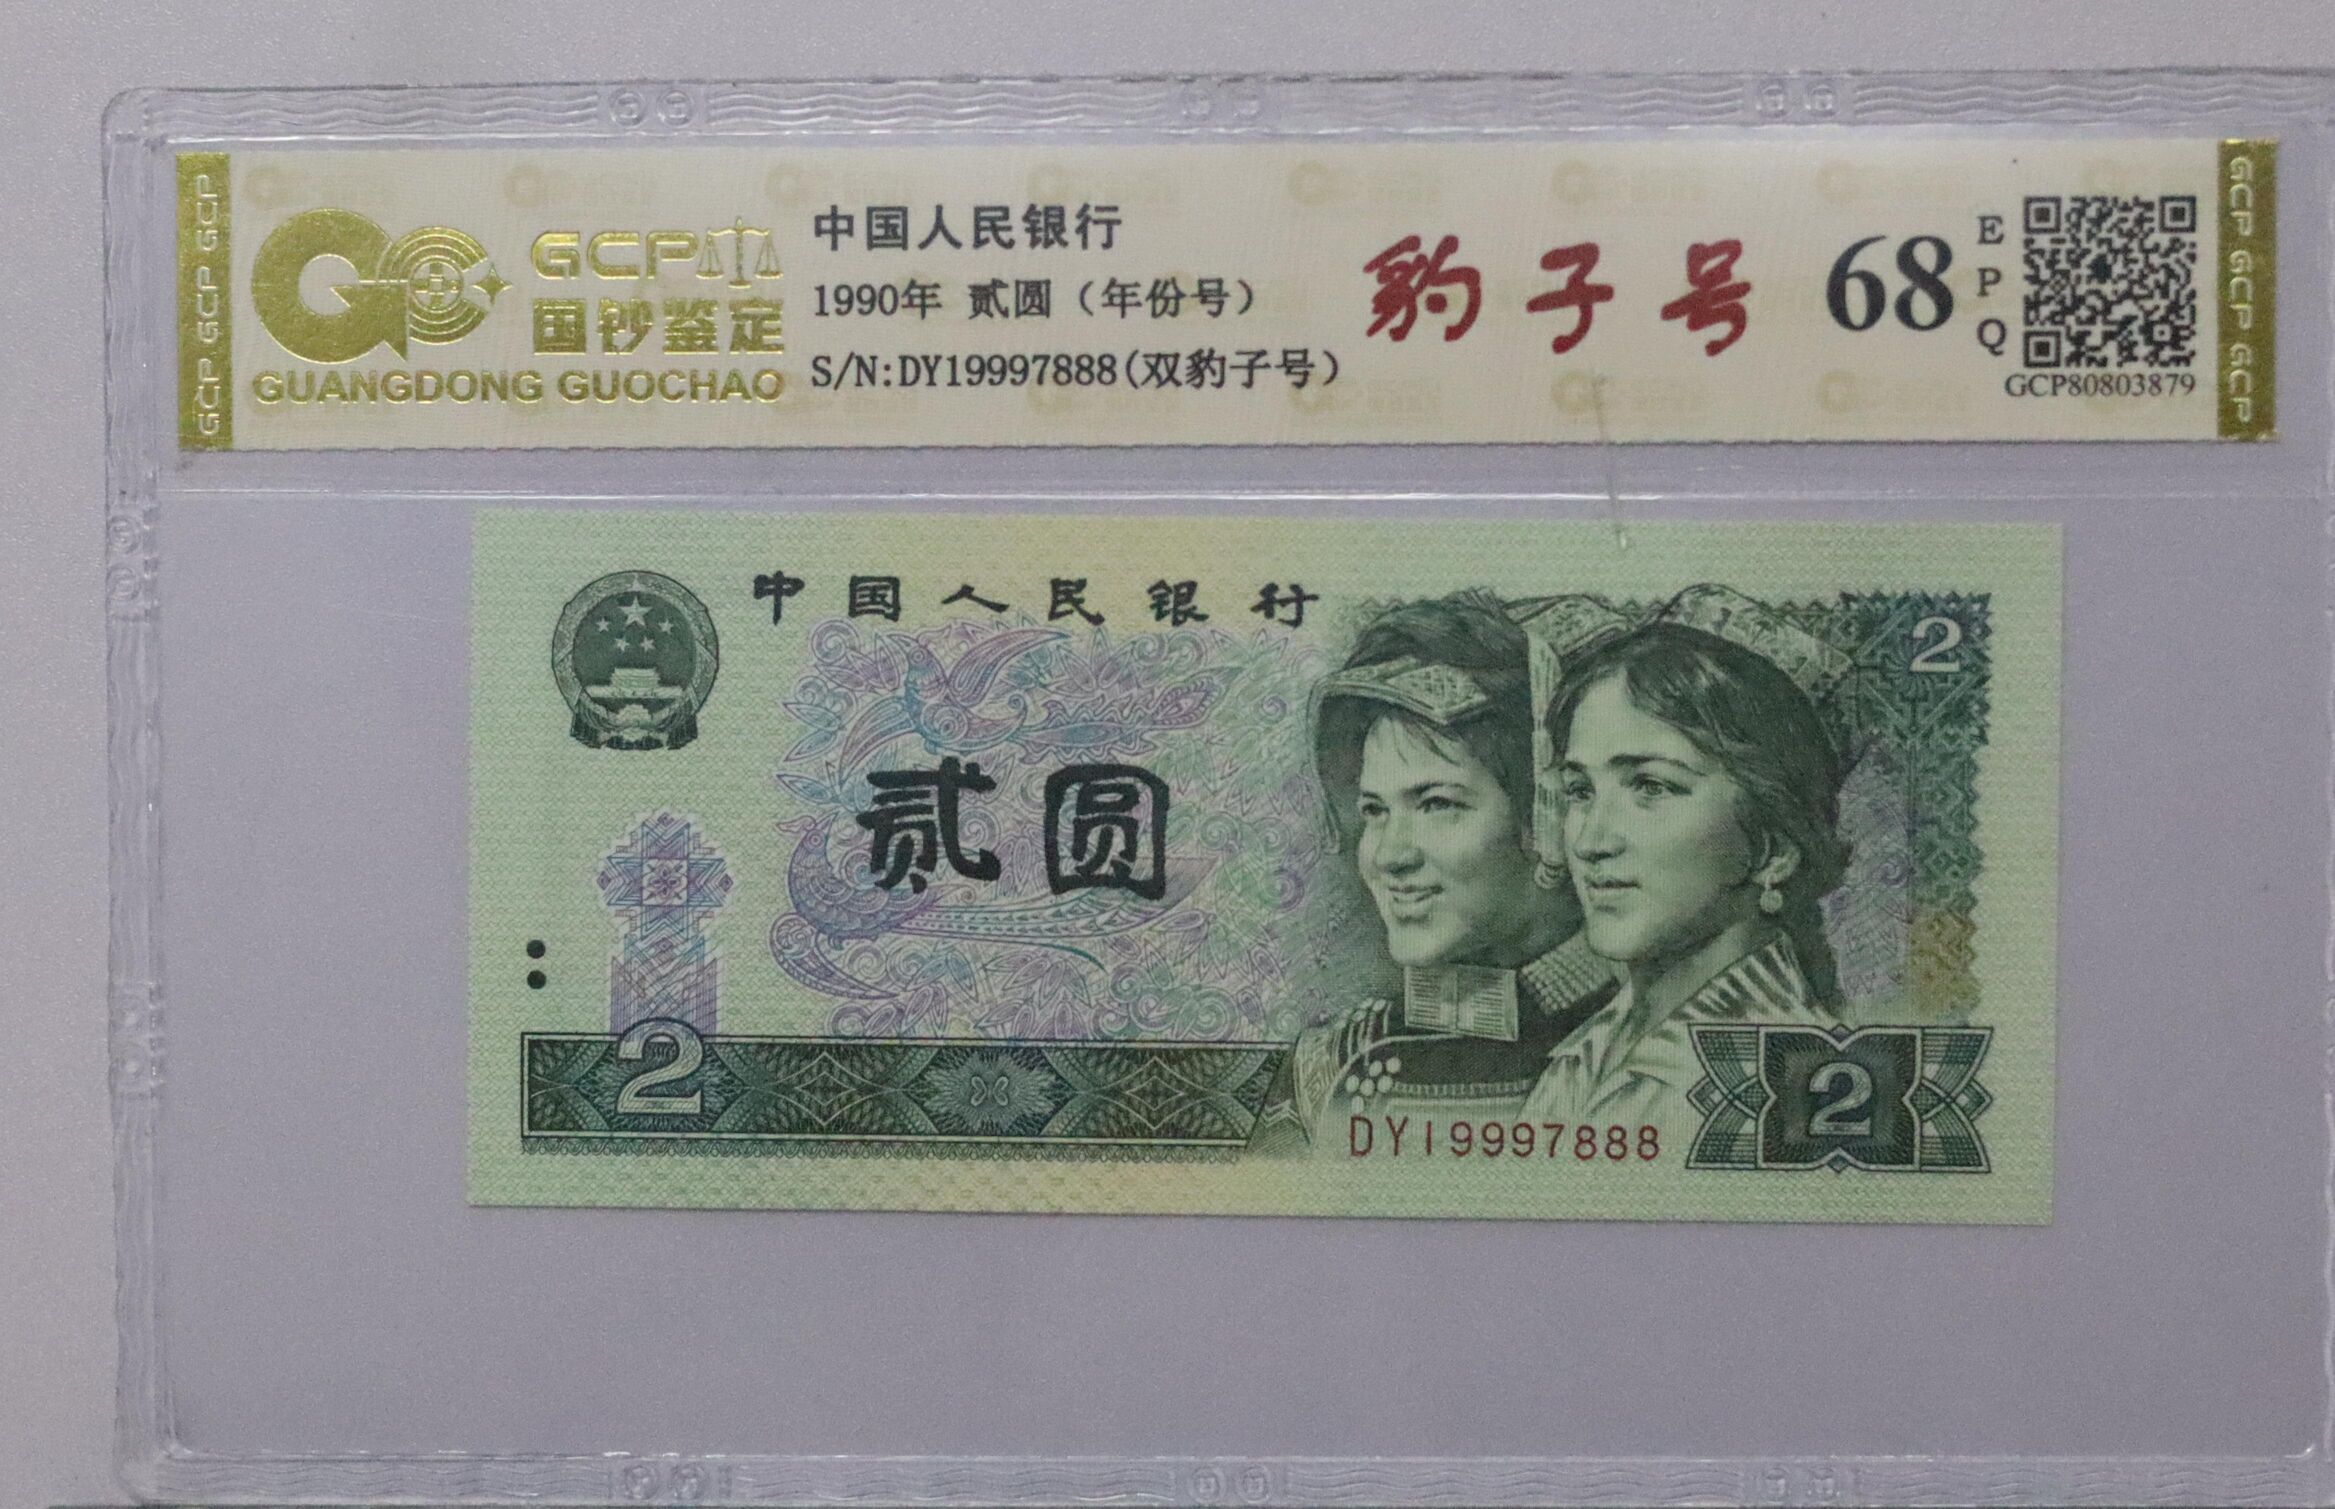 GCP GCP GCP
GCP
国钞鉴定
GUANGDONG GUOCHAO
中国人民银行
1990年 贰圆（年份号）
S/N:DY19997888(双豹子号）
豹子号
68
EPQ
GCP80803879
GCP GCP GCP
中国人民银行
2
贰圆
2
DY19997888
2